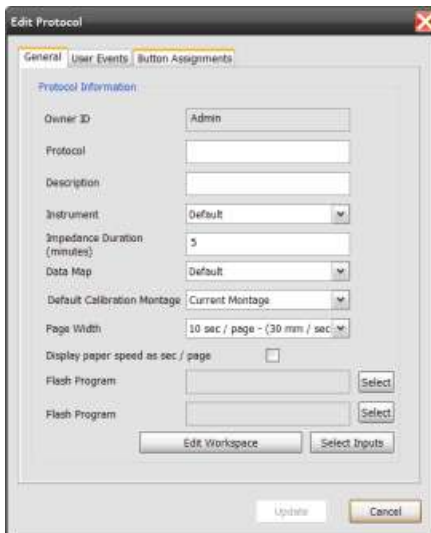 Edit Protocol
General User Events Button Assignments
Protocol Information
Owner ID Admin
Protocol
Description
Instrument Default
Impedance Duration
(minutes) 5
Data Map Default
Default Calibration Montage Current Montage
Page Width 10 sec / page - (30 mm / sec
Display paper speed as sec / page
Flash Program Select
Flash Program Select
Edit Workspace Select Inputs
Update Cancel